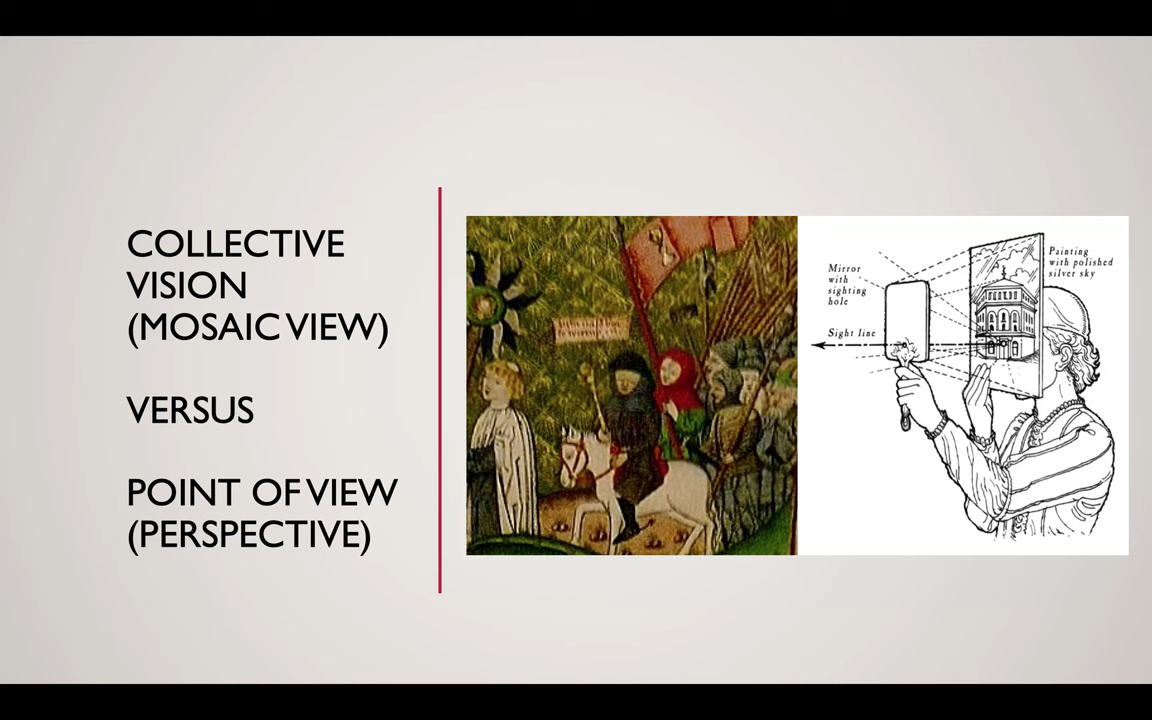 COLLECTIVE
VISION
(MOSAIC VIEW)
VERSUS
POINT OF VIEW
(PERSPECTIVE)
Mirror
with
sighting
hole
Sight line
Painting
with polished
silver sky